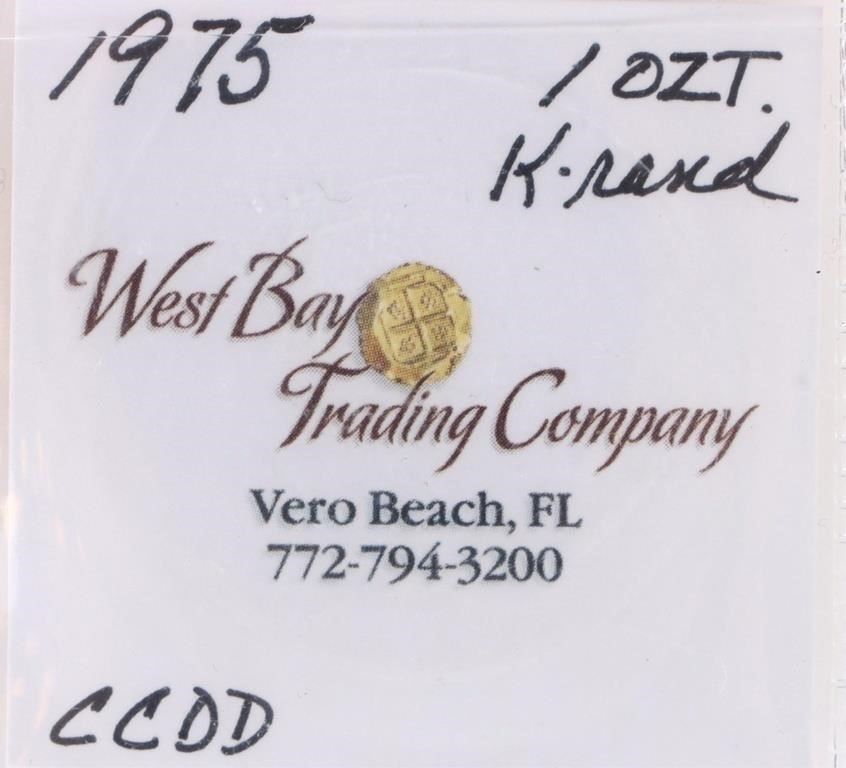 1975
1 OZT.
K-rand
West Bay
Trading Company
Vero Beach, FL
772-794-3200
CCDD